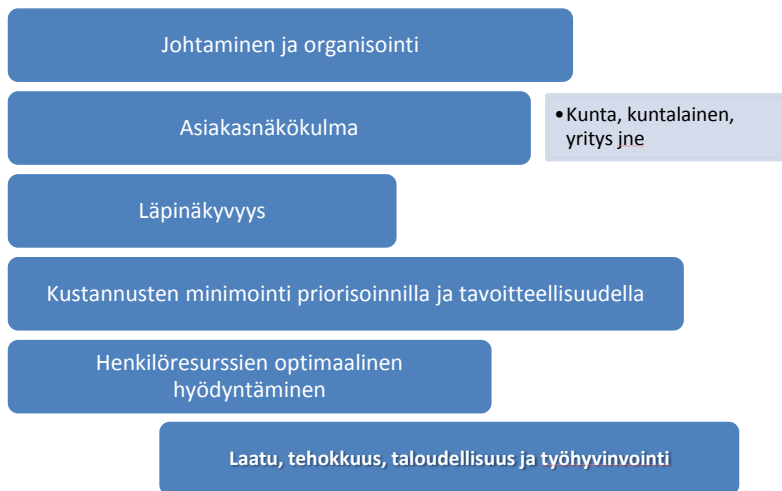 Johtaminen ja organisointi
Asiakasnäkökulma
•Kunta, kuntalainen,
yritys jne
Läpinäkyvyys
Kustannusten minimointi priorisoinnilla ja tavoitteellisuudella
Henkilöresurssien optimaalinen
hyödyntäminen
Laatu, tehokkuus, taloudellisuus ja työhyvinvointi